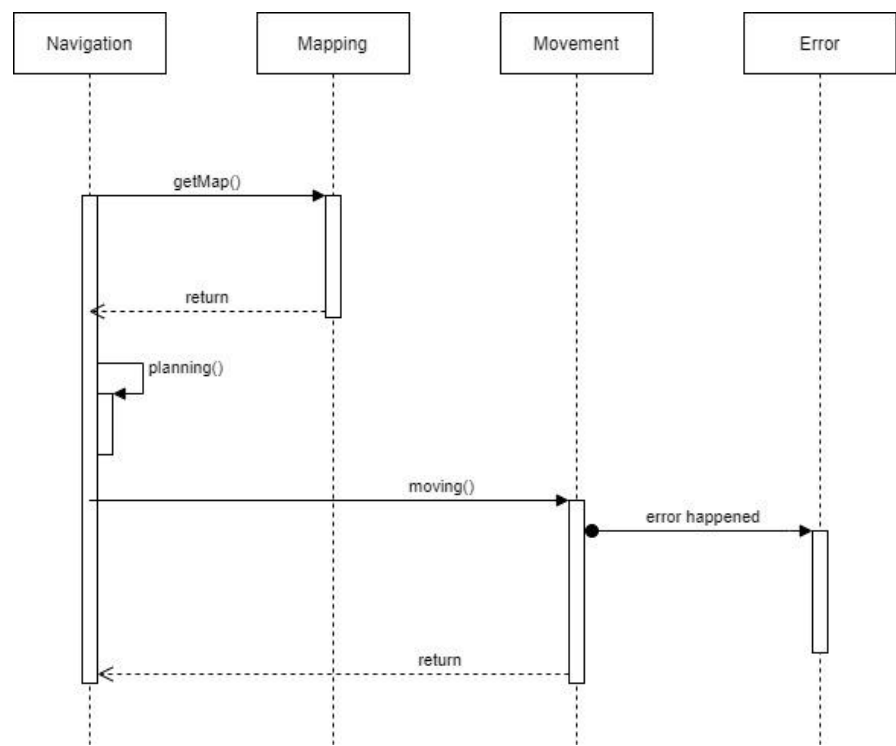 Navigation
Mapping
Movement
Error
getMap()
return
planning()
moving()
error happened
return